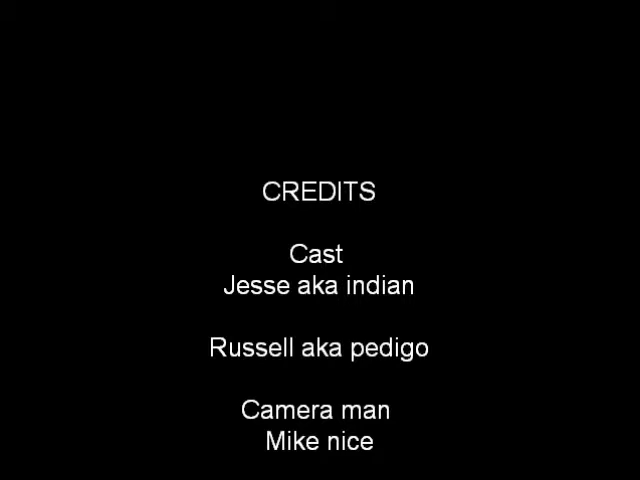 CREDITS
Cast
Jesse aka indian
Russell aka pedigo
Camera man
Mike nice